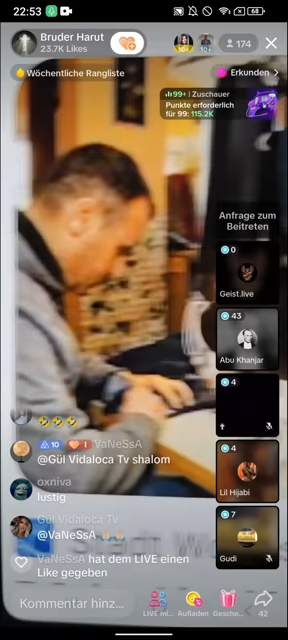 22:53
68
Bruder Harut
23.7K Likes
10+
10+
174
Wöchentliche Rangliste
Erkunden >
99+ | Zuschauer
Punkte erforderlich
für 99: 115.2K
Anfrage zum
Beitreten
0
Geist.live
43
Abu Khanjar
4
4
Lil Hijabi
7
Gudi
🤣🤣🤣
10 1 VaNeSsA
@Gül Vidaloca Tv shalom
oxniva
lustig
Gül Vidaloca Tv
@VaNeSsA 🙏🏻🙏🏻
VaNeSsA hat dem LIVE einen
Like gegeben
Kommentar hinz...
LIVE mi...
Aufladen
Gesche...
42